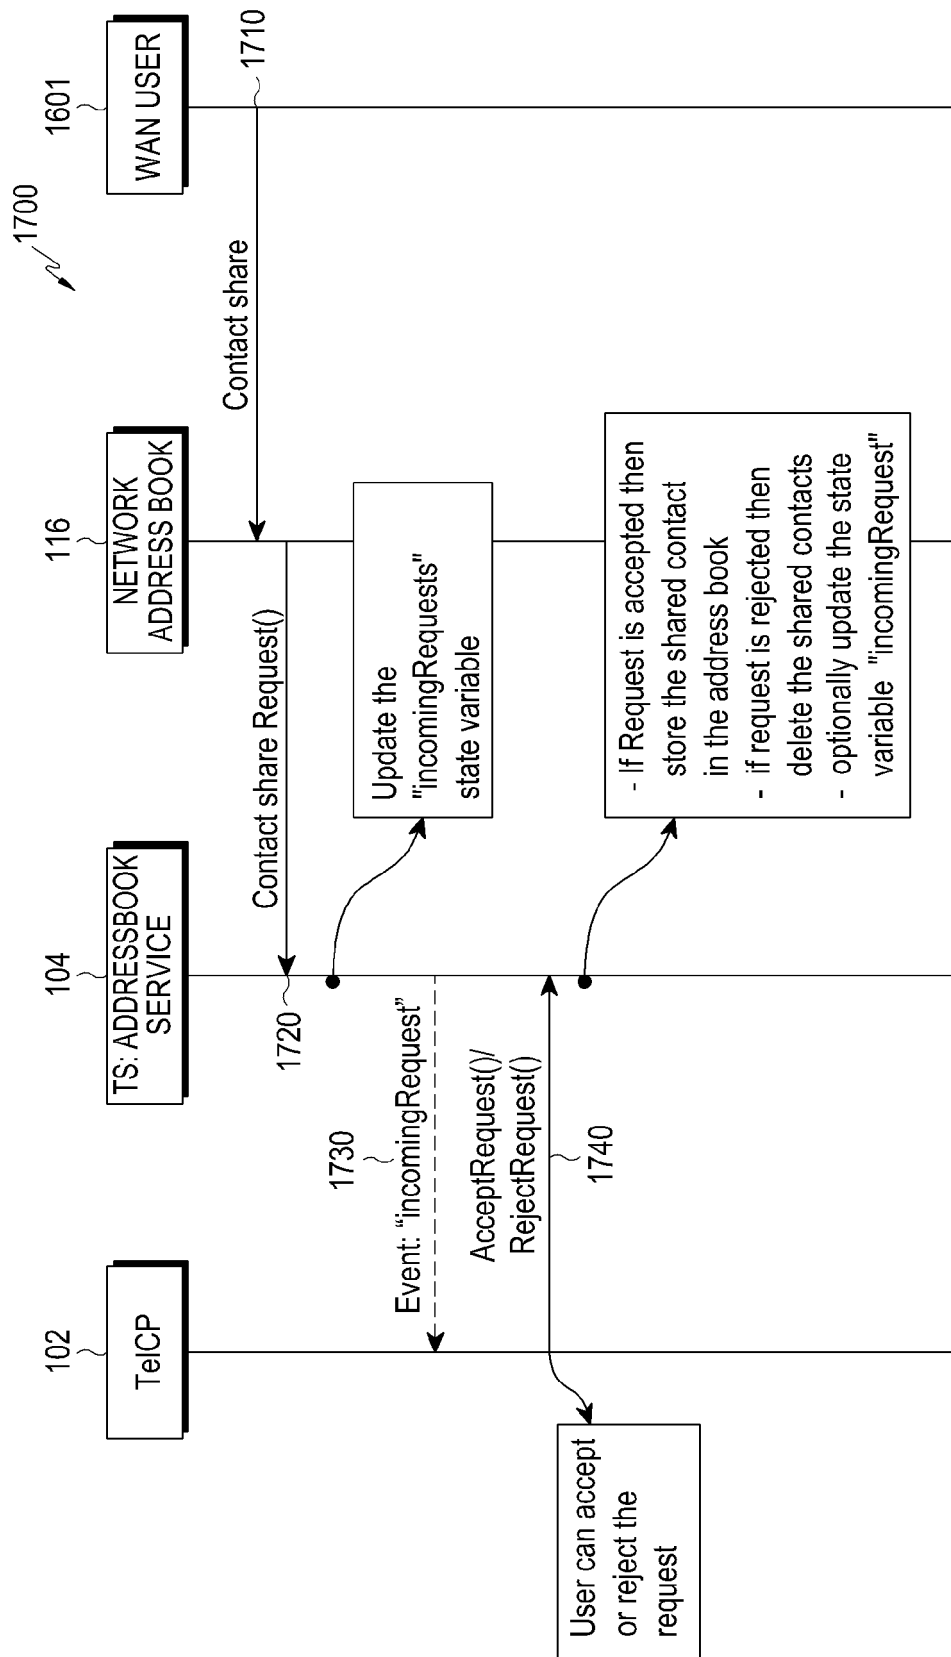 1700
102
104
116
1601
TelCP
TS: ADDRESSBOOK
SERVICE
NETWORK
ADDRESS BOOK
WAN USER
Contact share
1710
Contact share Request()
1720
Update the
"incomingRequests"
state variable
1730
Event: “incomingRequest”
AcceptRequest()/
RejectRequest()
1740
User can accept
or reject the
request
- If Request is accepted then
store the shared contact
in the address book
- if request is rejected then
delete the shared contacts
- optionally update the state
variable "incomingRequest"